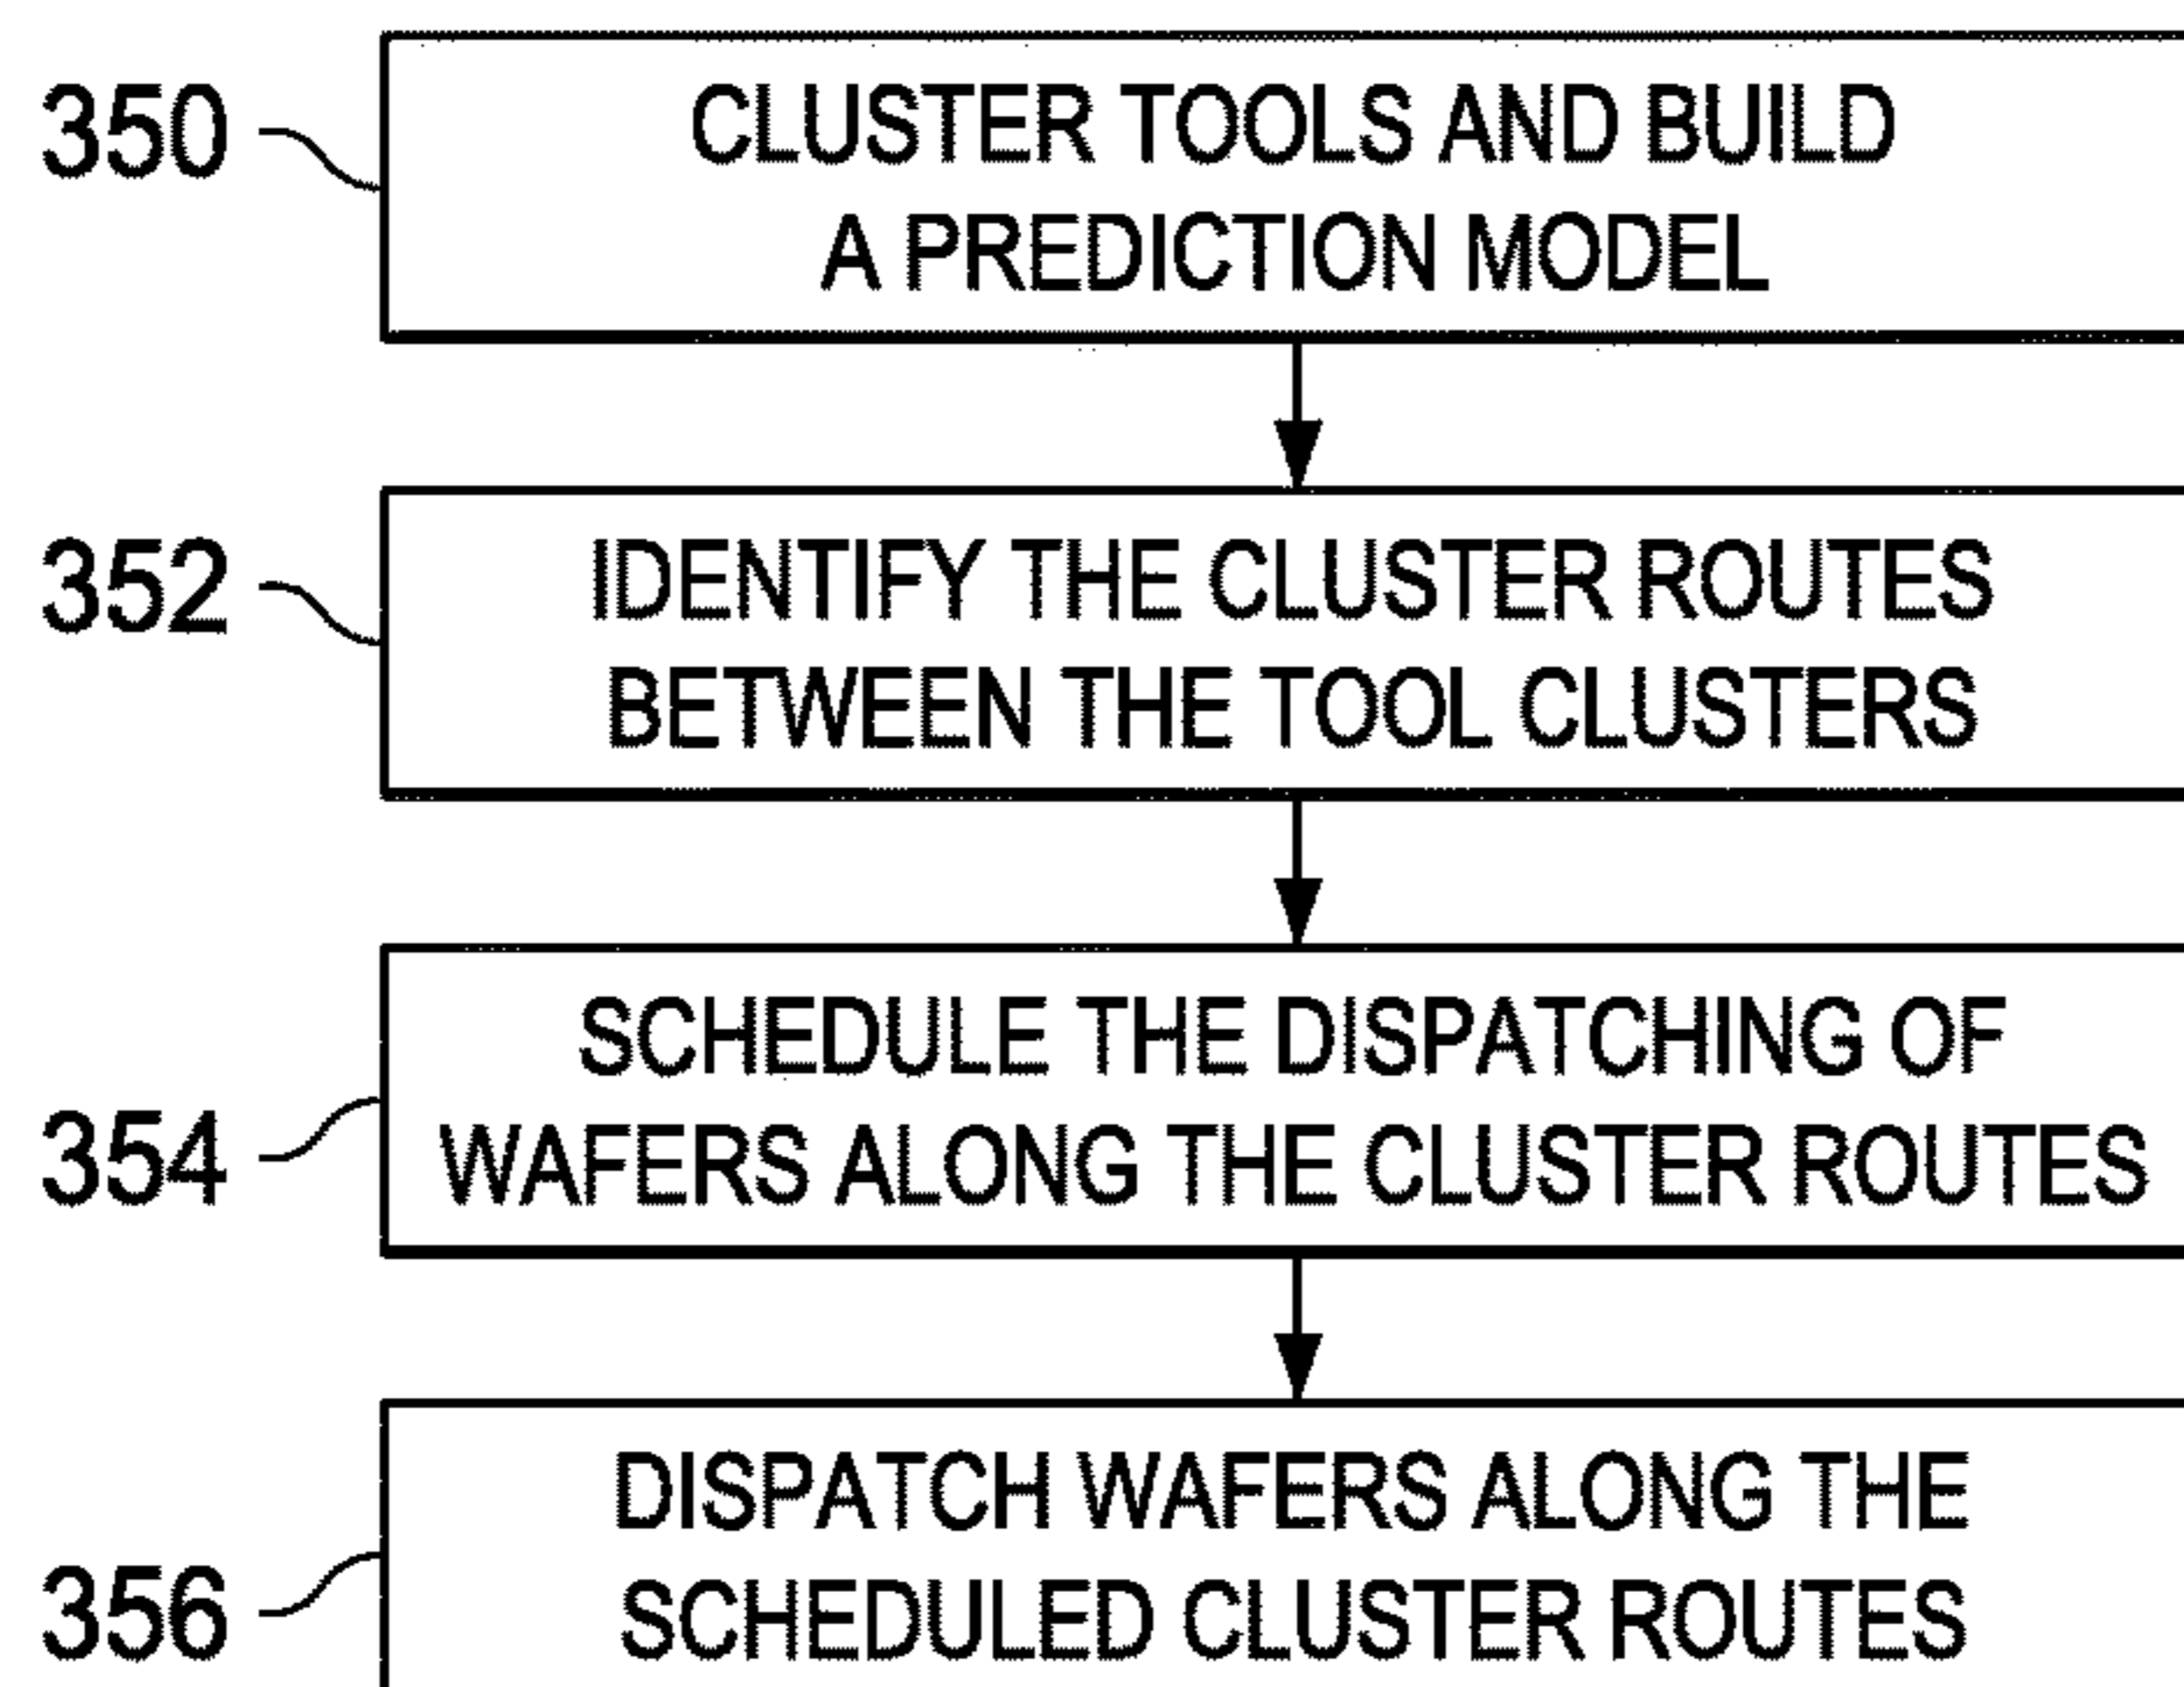 350
CLUSTER TOOLS AND BUILD
A PREDICTION MODEL
352
IDENTIFY THE CLUSTER ROUTES
BETWEEN THE TOOL CLUSTERS
354
SCHEDULE THE DISPATCHING OF
WAFERS ALONG THE CLUSTER ROUTES
356
DISPATCH WAFERS ALONG THE
SCHEDULED CLUSTER ROUTES